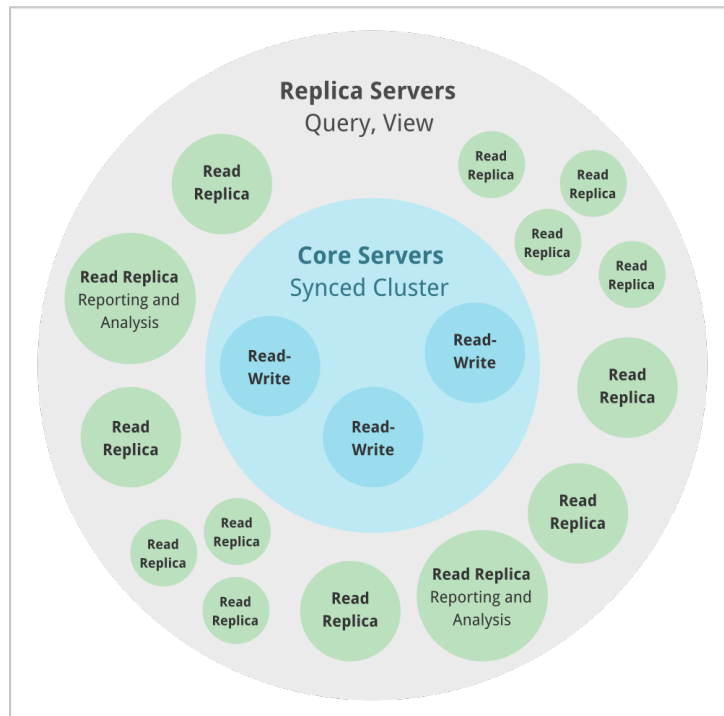 Replica Servers
Query, View
Read
Replica
Read
Replica
Read
Replica
Read
Replica
Read
Replica
Core Servers
Synced Cluster
Read Replica
Reporting and
Analysis
Read-
Write
Read-
Write
Read-
Write
Read
Replica
Read
Replica
Read
Replica
Read
Replica
Read
Replica
Read
Replica
Read
Replica
Read Replica
Reporting and
Analysis